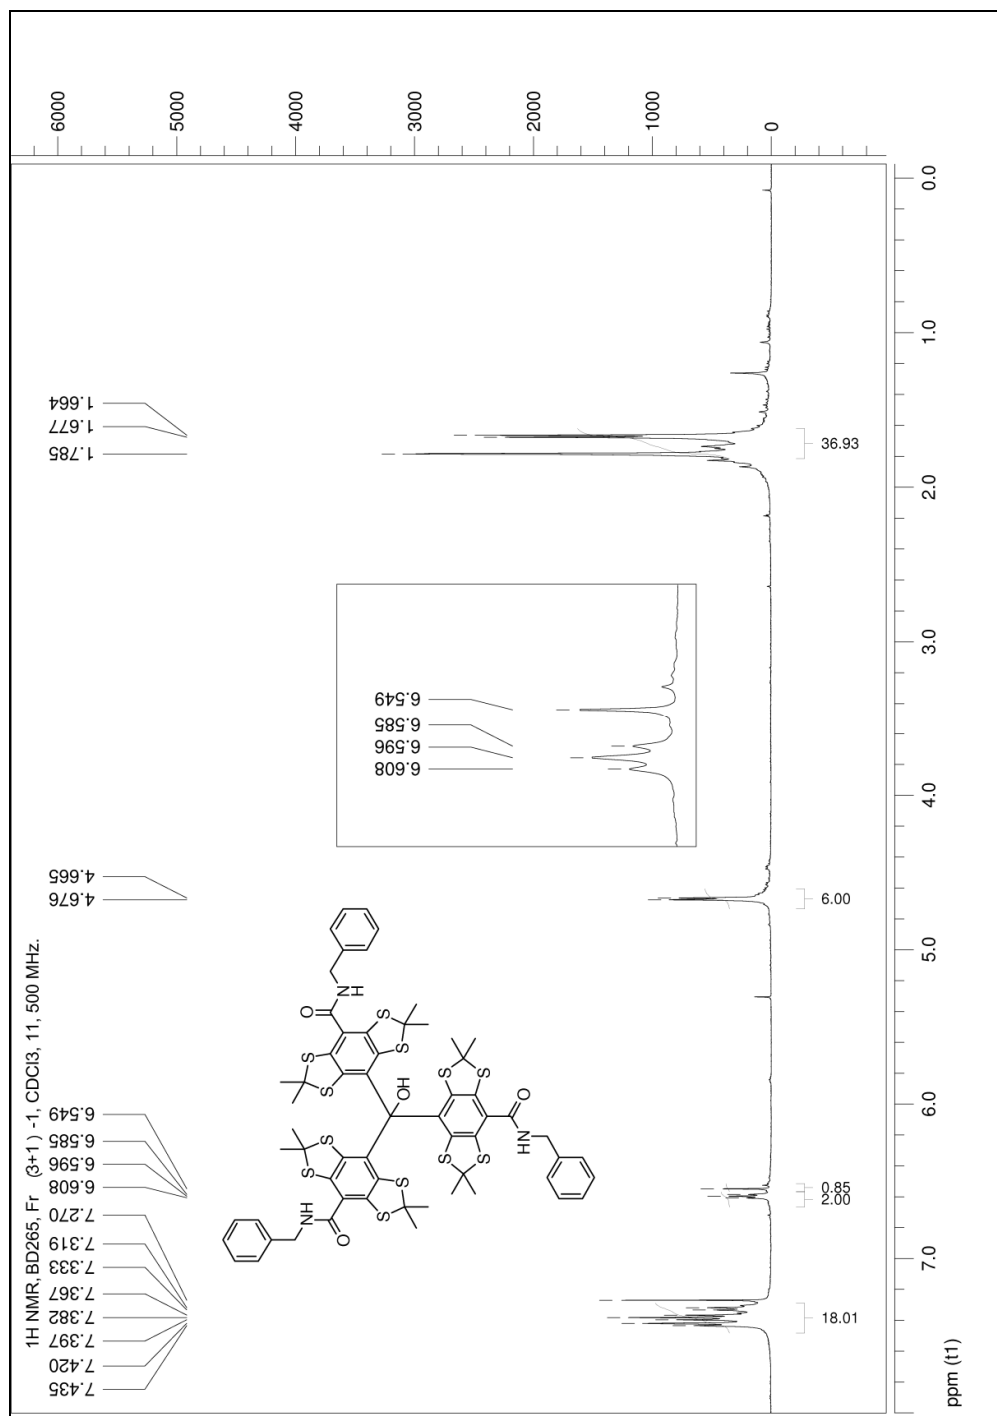 1H NMR, BD265, Fr (3+1) -1, CDCl3, 11, 500 MHz.
7.435
7.420
7.397
7.382
7.367
7.333
7.319
7.270
6.608
6.596
6.585
6.549
4.676
4.665
1.785
1.677
1.664
6000
5000
4000
3000
2000
1000
0
6.608
6.596
6.585
6.549
O
N
H
S
S
S
S
OH
S
S
S
S
O
N
H
S
S
S
S
NH
O
18.01
2.00
0.85
6.00
36.93
7.0
6.0
5.0
4.0
3.0
2.0
1.0
0.0
ppm (t1)